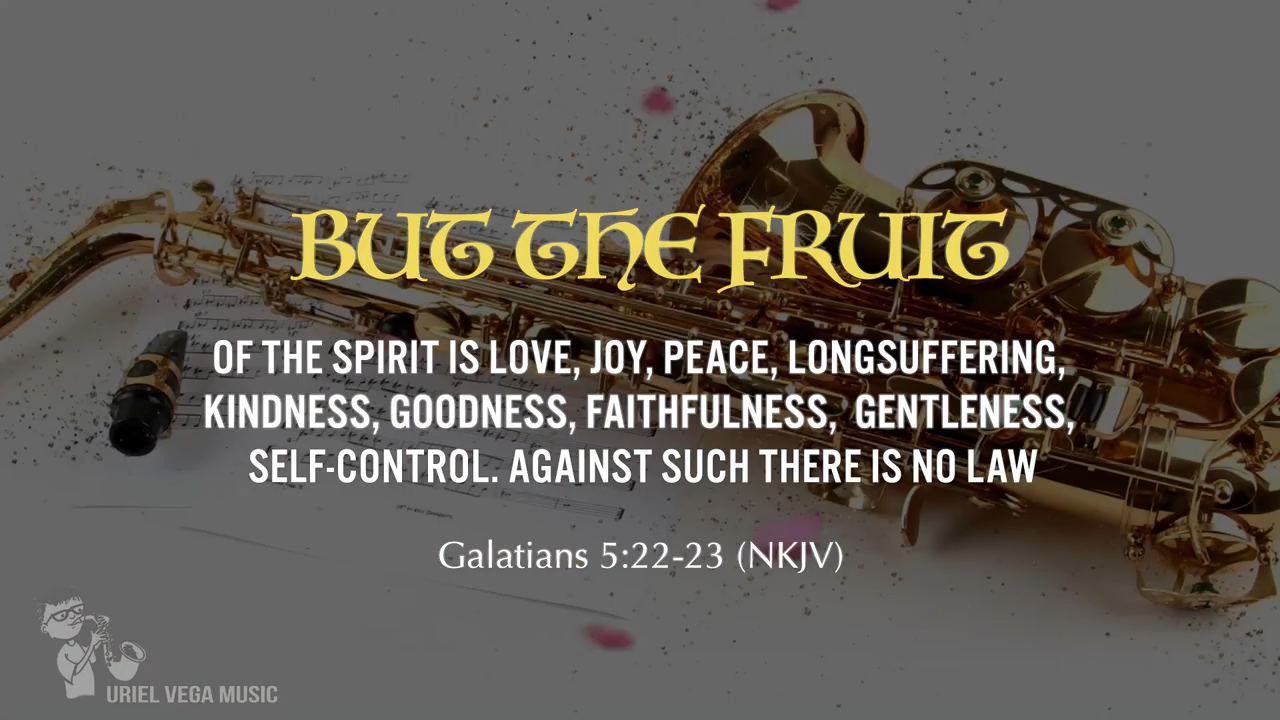 BUT THE FRUIT
OF THE SPIRIT IS LOVE, JOY, PEACE, LONGSUFFERING,
KINDNESS, GOODNESS, FAITHFULNESS, GENTLENESS,
SELF-CONTROL. AGAINST SUCH THERE IS NO LAW
Galatians 5:22-23 (NKJV)
URIEL VEGA MUSIC